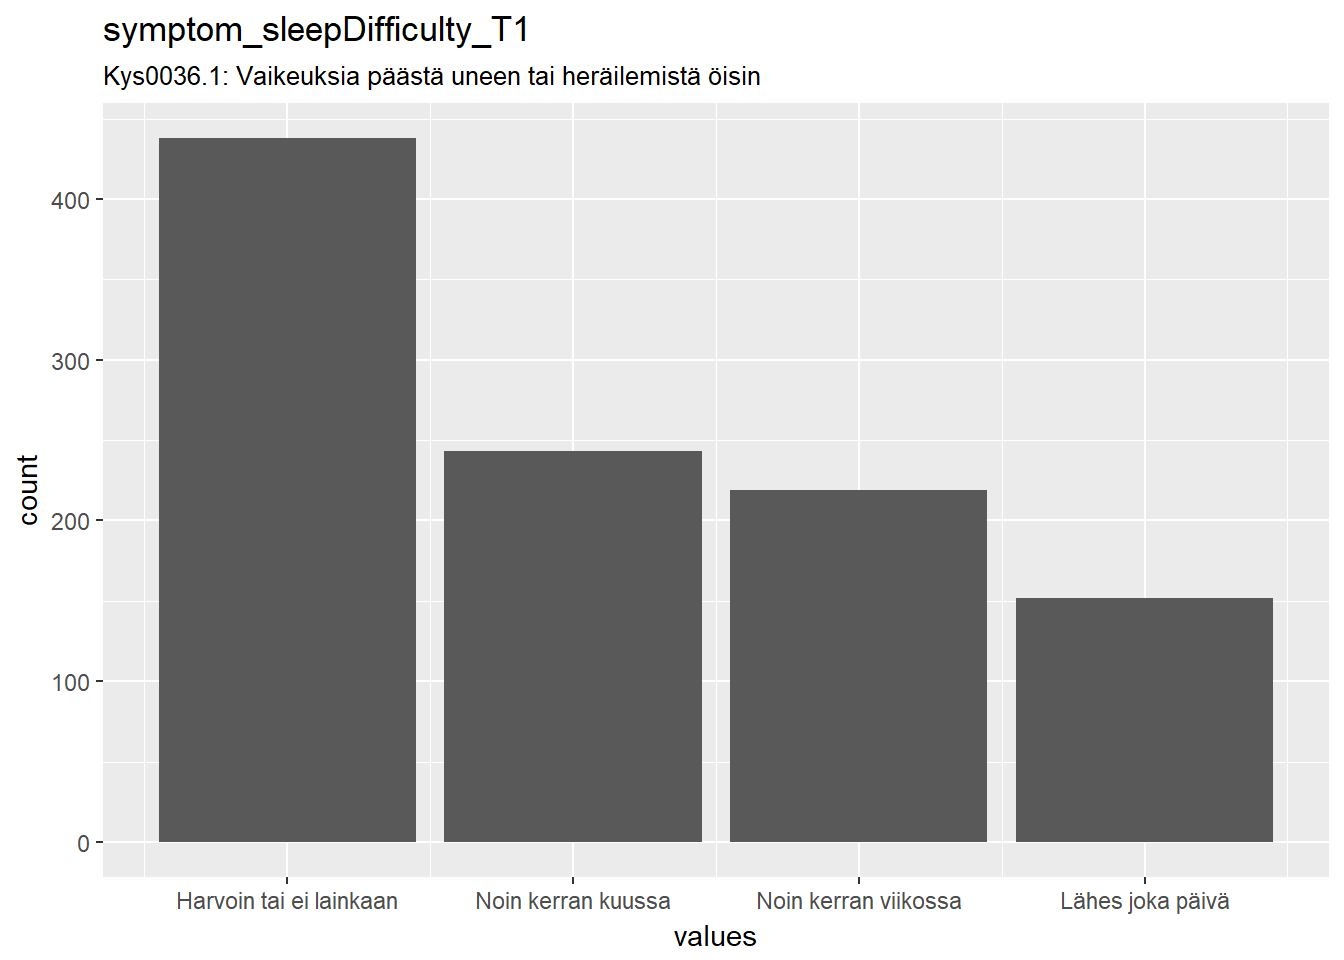 symptom_sleepDifficulty_T1
Kys0036.1: Vaikeuksia päästä uneen tai heräilemistä öisin
400
300
200
100
0
count
Harvoin tai ei lainkaan
Noin kerran kuussa
Noin kerran viikossa
Lähes joka päivä
values